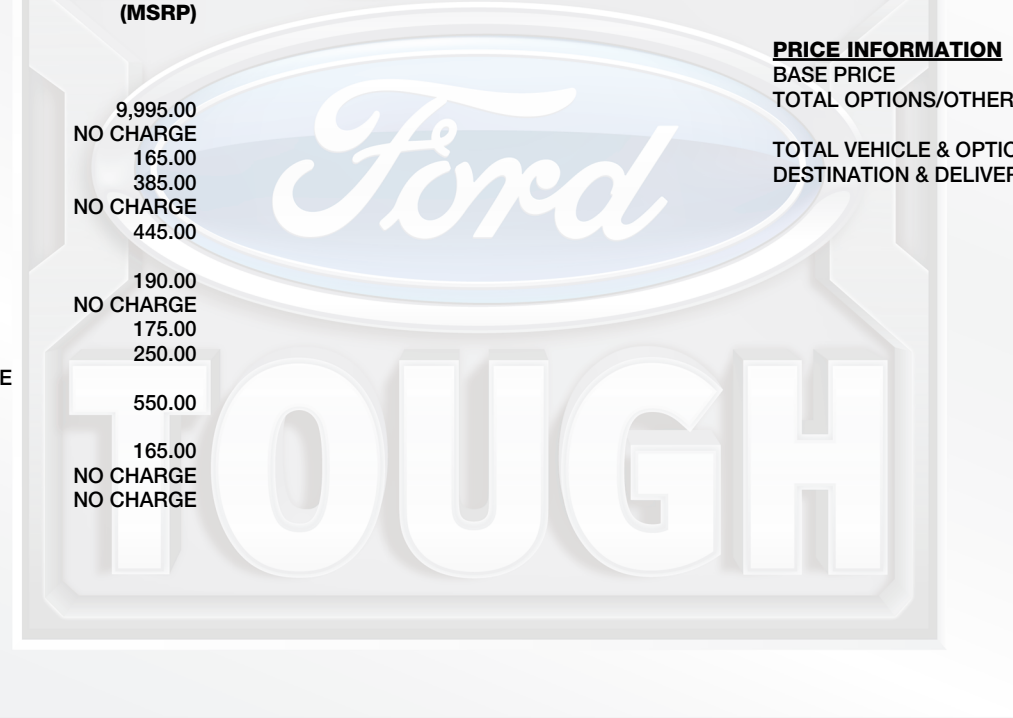 (MSRP)
9,995.00
NO CHARGE
165.00
385.00
NO CHARGE
445.00
190.00
NO CHARGE
175.00
250.00
E
550.00
165.00
NO CHARGE
NO CHARGE
PRICE INFORMATION
BASE PRICE
TOTAL OPTIONS/OTHER
TOTAL VEHICLE & OPTIO
DESTINATION & DELIVER
Ford
TOUGH